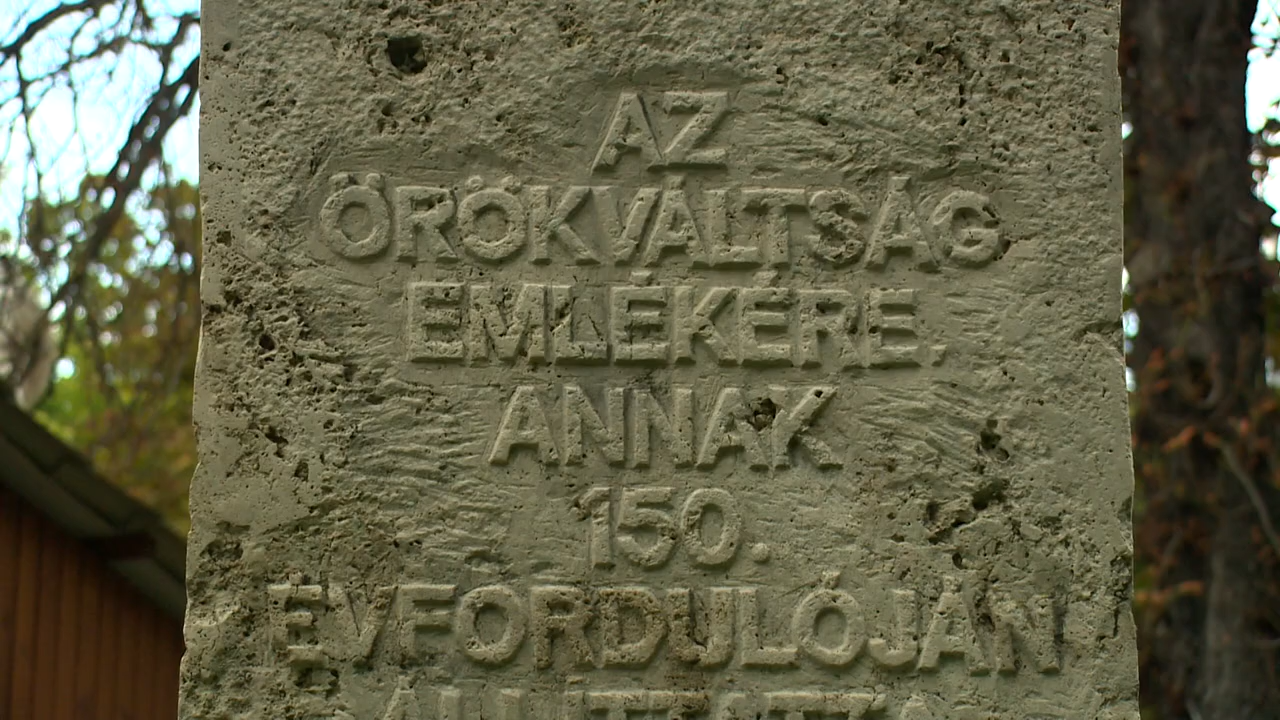 AZ
ÖRÖKVÁLTSÁG
EMLÉKÉRE,
ANNAK
150.
ÉVFORDULÓJÁN